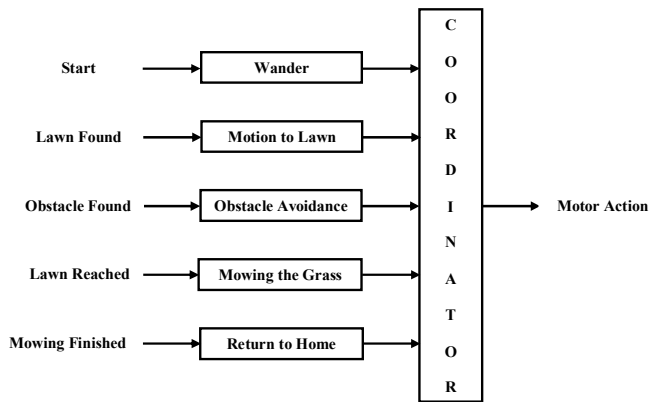 Start
Wander
Lawn Found
Motion to Lawn
Obstacle Found
Obstacle Avoidance
Lawn Reached
Mowing the Grass
Mowing Finished
Return to Home
C
O
O
R
D
I
N
A
T
O
R
Motor Action